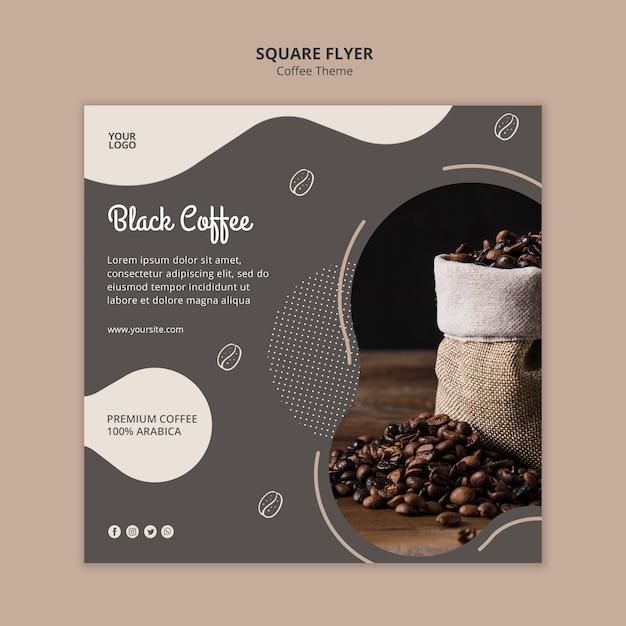 SQUARE FLYER
Coffee Theme
YOUR
LOGO
Black Coffee
Lorem ipsum dolor sit amet,
consectetur adipiscing elit, sed do
eiusmod tempor incididunt ut
labore et dolore magna aliqua
www.yoursite.com
PREMIUM COFFEE
100% ARABICA